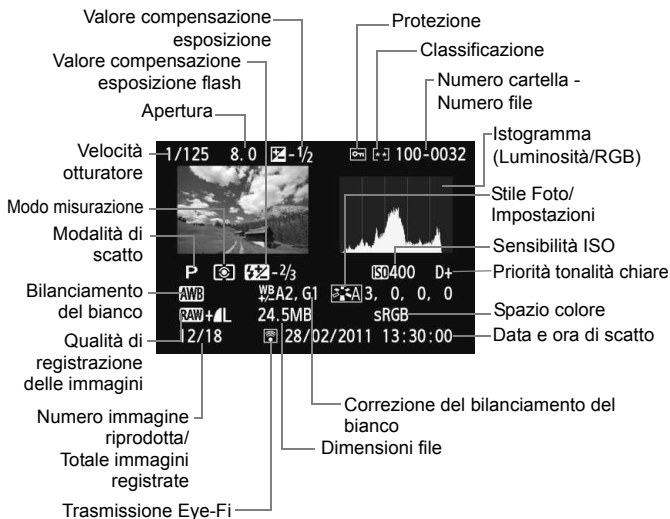 Valore compensazione
esposizione
Valore compensazione
esposizione flash
Apertura
Velocità
otturatore
Modo misurazione
Modalità di
scatto
Bilanciamento
del bianco
Qualità di
registrazione
delle immagini
Numero immagine
riprodotta/
Totale immagini
registrate
Trasmissione Eye-Fi
Protezione
Classificazione
Numero cartella -
Numero file
Istogramma
(Luminosità/RGB)
Stile Foto/
Impostazioni
Sensibilità ISO
Priorità tonalità chiare
Spazio colore
Data e ora di scatto
Correzione del bilanciamento del
bianco
Dimensioni file
1/125 8.0 -1/2 100-0032
P -2/3 ISO400 D+
AWB WB+/-A2, G1 A3, 0, 0, 0
RAW+L 24.5MB sRGB
12/18 28/02/2011 13:30:00